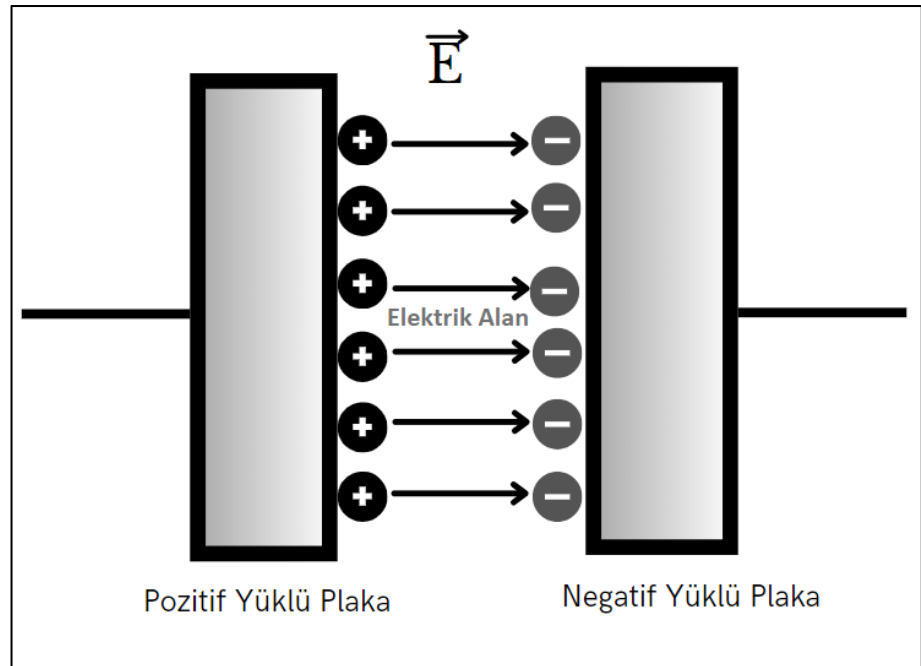 E
Elektrik Alan
Pozitif Yüklü Plaka
Negatif Yüklü Plaka